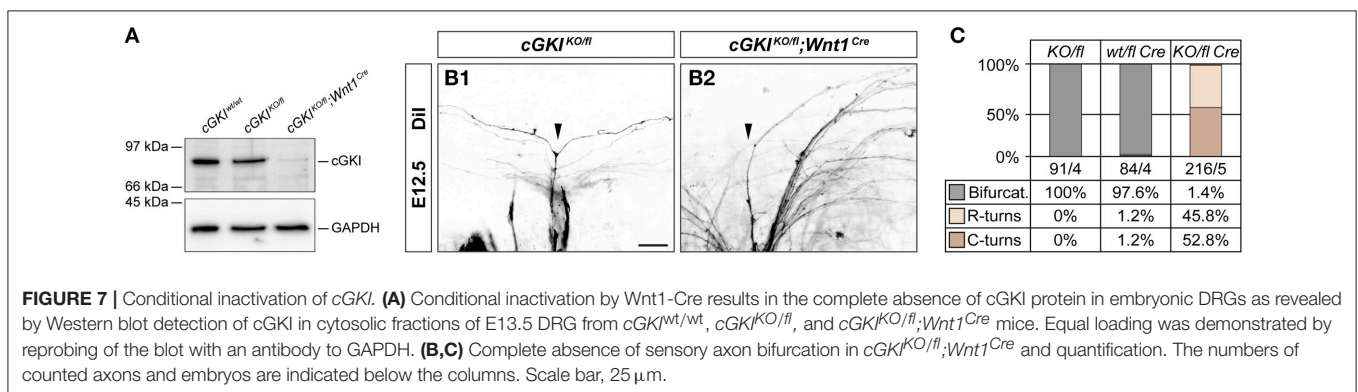 A
cGKI^wt/wt
cGKI^KO/fl
cGKI^KO/fl;Wnt1^Cre
97 kDa
cGKI
66 kDa
45 kDa
GAPDH
cGKI^KO/fl
cGKI^KO/fl;Wnt1^Cre
E12.5 DiI
B1
B2
C
KO/fl wt/fl Cre KO/fl Cre
100%
50%
0%
91/4 84/4 216/5
Bifurcat. 100% 97.6% 1.4%
R-turns 0% 1.2% 45.8%
C-turns 0% 1.2% 52.8%
FIGURE 7 | Conditional inactivation of cGKI. (A) Conditional inactivation by Wnt1-Cre results in the complete absence of cGKI protein in embryonic DRGs as revealed
by Western blot detection of cGKI in cytosolic fractions of E13.5 DRG from cGKI^wt/wt, cGKI^KO/fl, and cGKI^KO/fl;Wnt1^Cre mice. Equal loading was demonstrated by
reprobing of the blot with an antibody to GAPDH. (B,C) Complete absence of sensory axon bifurcation in cGKI^KO/fl;Wnt1^Cre and quantification. The numbers of
counted axons and embryos are indicated below the columns. Scale bar, 25 μm.